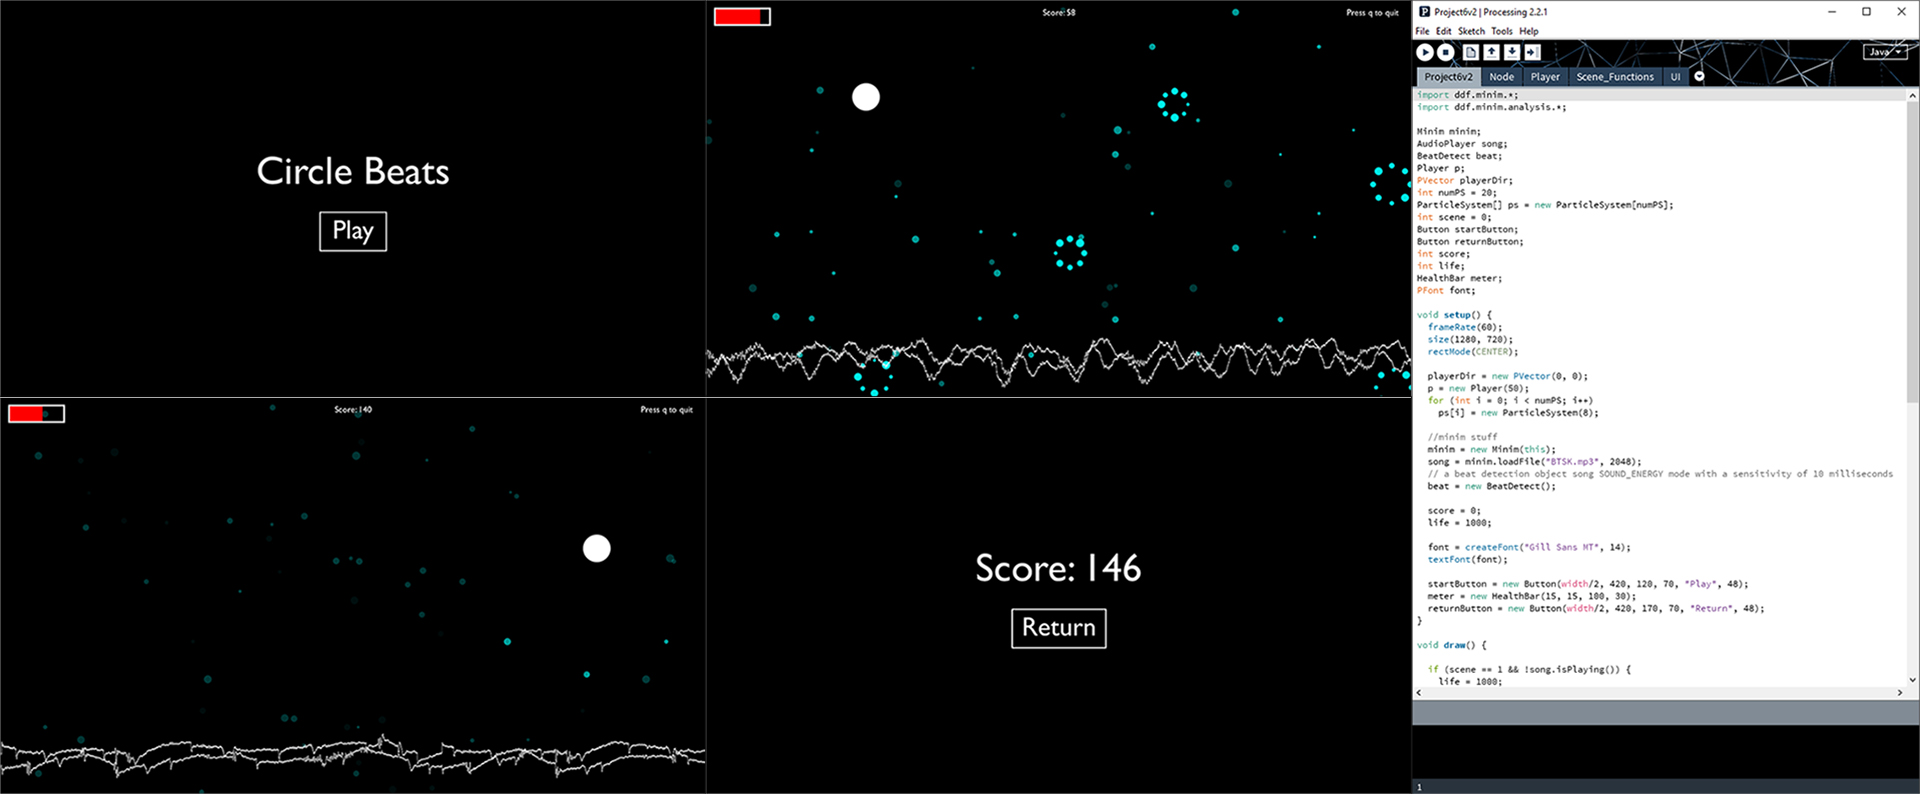 Circle Beats
Play
Score: 58
Press q to quit
Score: 140
Press q to quit
Score: 146
Return
Project6v2 | Processing 2.2.1
File Edit Sketch Tools Help
Java
Project6v2 Node Player Scene_Functions UI
import ddf.minim.*;
import ddf.minim.analysis.*;
Minim minim;
AudioPlayer song;
BeatDetect beat;
Player p;
PVector playerDir;
int numPS = 20;
ParticleSystem[] ps = new ParticleSystem[numPS];
int scene = 0;
Button startButton;
Button returnButton;
int score;
int life;
HealthBar meter;
PFont font;
void setup() {
frameRate(60);
size(1280, 720);
rectMode(CENTER);
playerDir = new PVector(0, 0);
p = new Player(50);
for (int i = 0; i < numPS; i++)
ps[i] = new ParticleSystem(8);
//minim stuff
minim = new Minim(this);
song = minim.loadFile("BTSK.mp3", 2048);
// a beat detection object song SOUND_ENERGY mode with a sensitivity of 10 milliseconds
beat = new BeatDetect();
score = 0;
life = 1000;
font = createFont("Gill Sans MT", 14);
textFont(font);
startButton = new Button(width/2, 420, 120, 70, "Play", 48);
meter = new HealthBar(15, 15, 100, 30);
returnButton = new Button(width/2, 420, 170, 70, "Return", 48);
}
void draw() {
if (scene == 1 && !song.isPlaying()) {
life = 1000;
1